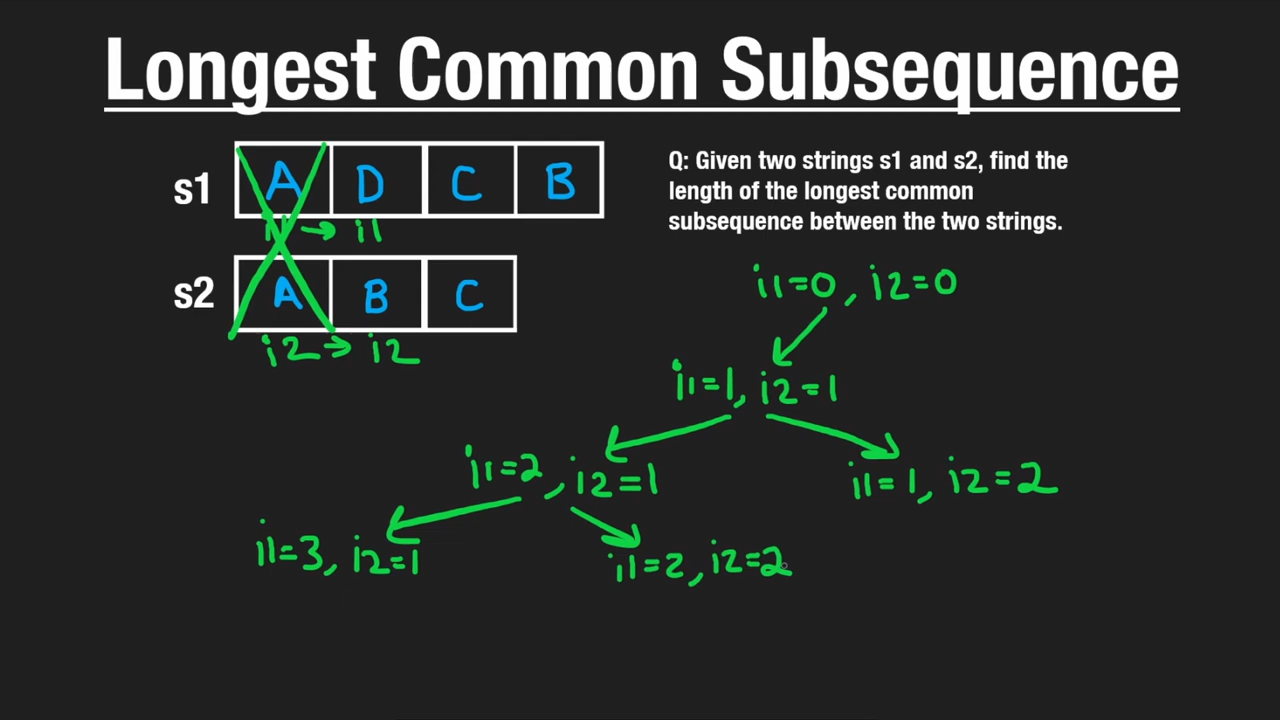 Longest Common Subsequence
s1 A D C B
i1 → i1
s2 A B C
i2 → i2
Q: Given two strings s1 and s2, find the
length of the longest common
subsequence between the two strings.
i1=0, i2=0
i1=1, i2=1
i1=2, i2=1
i1=1, i2=2
i1=3, i2=1
i1=2, i2=2